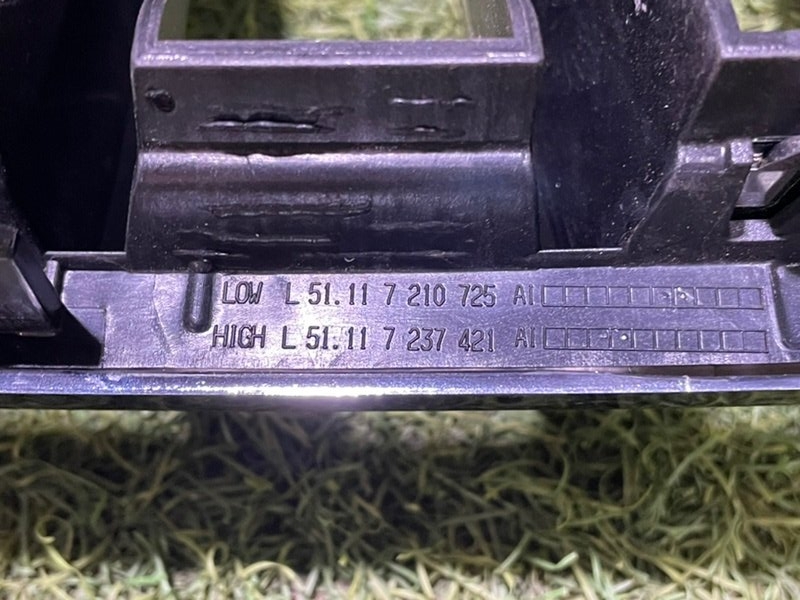 LOW L 51.11 7 210 725 AI
HIGH L 51.11 7 237 421 AI